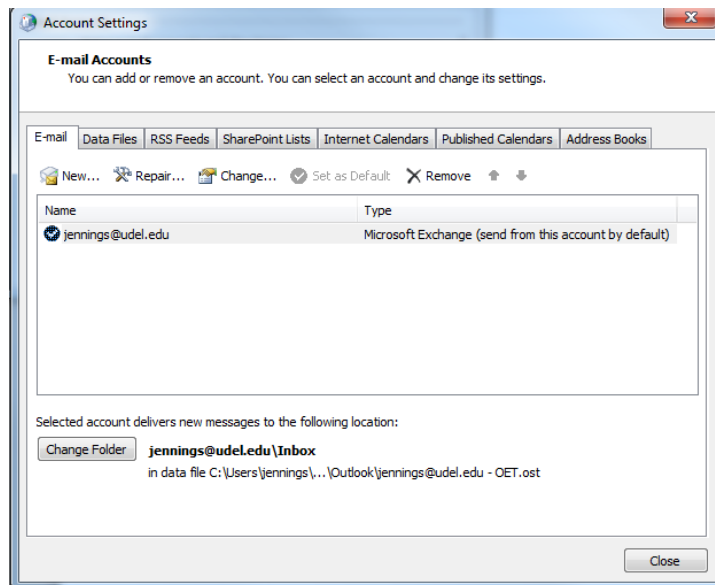 Account Settings
E-mail Accounts
You can add or remove an account. You can select an account and change its settings.
E-mail Data Files RSS Feeds SharePoint Lists Internet Calendars Published Calendars Address Books
New... Repair... Change... Set as Default Remove
Name Type
jennings@udel.edu Microsoft Exchange (send from this account by default)
Selected account delivers new messages to the following location:
Change Folder jennings@udel.edu\Inbox
in data file C:\Users\jennings\...\Outlook\jennings@udel.edu - OET.ost
Close